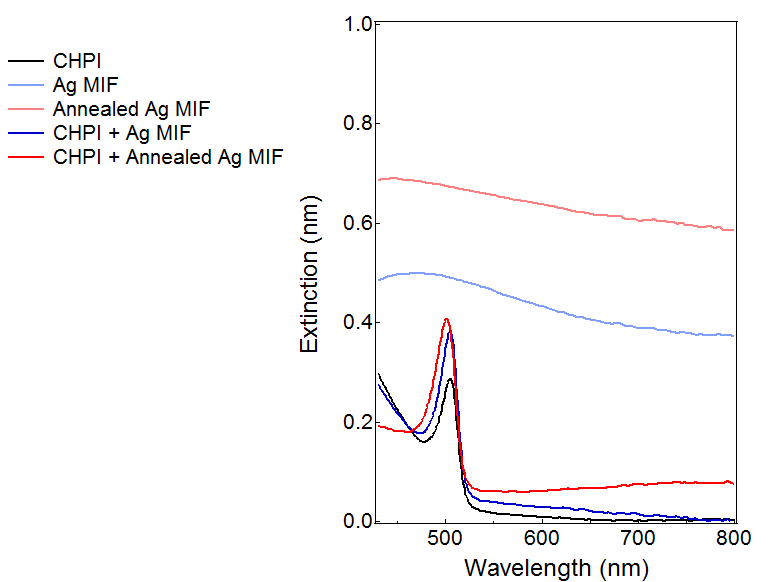 CHPI
Ag MIF
Annealed Ag MIF
CHPI + Ag MIF
CHPI + Annealed Ag MIF
1.0
0.8
0.6
0.4
0.2
0.0
Extinction (nm)
500 600 700 800
Wavelength (nm)